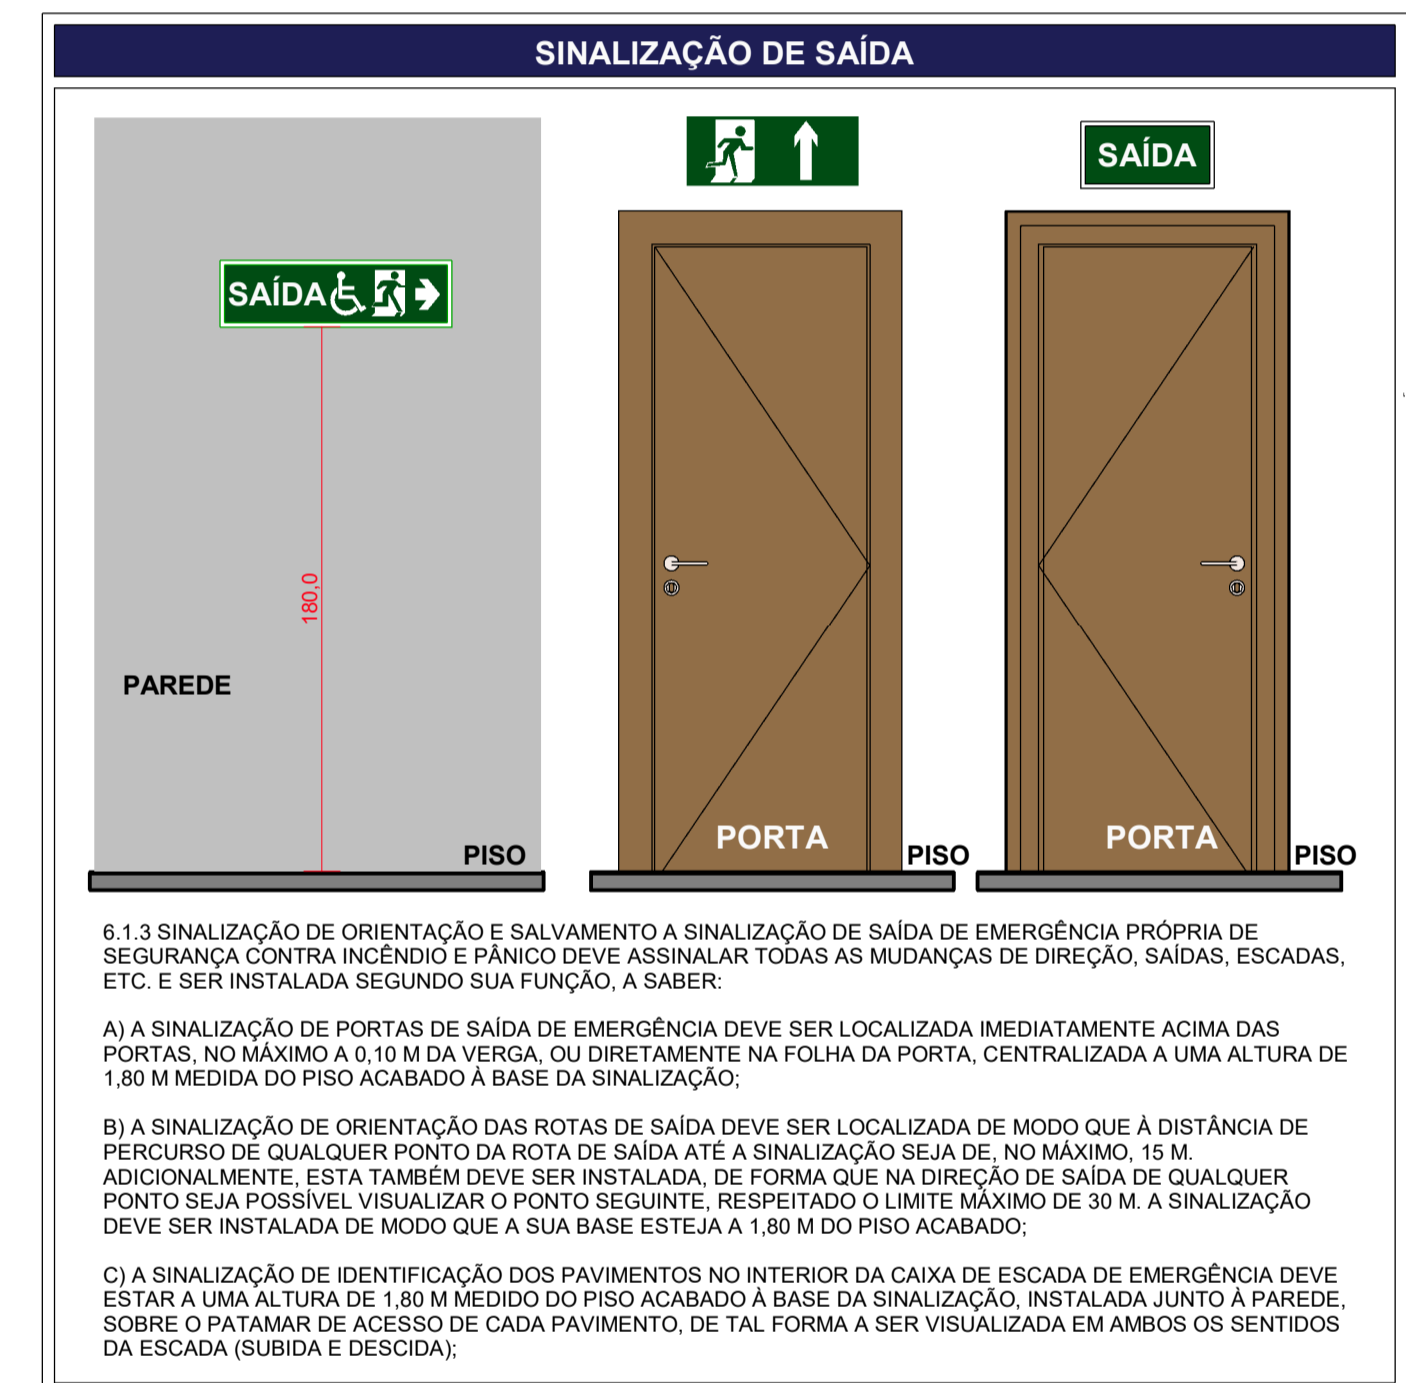 SINALIZAÇÃO DE SAÍDA
SAÍDA
SAÍDA
180,0
PAREDE
PISO
PORTA
PISO
PORTA
PISO
6.1.3 SINALIZAÇÃO DE ORIENTAÇÃO E SALVAMENTO A SINALIZAÇÃO DE SAÍDA DE EMERGÊNCIA PRÓPRIA DE
SEGURANÇA CONTRA INCÊNDIO E PÂNICO DEVE ASSINALAR TODAS AS MUDANÇAS DE DIREÇÃO, SAÍDAS, ESCADAS,
ETC. E SER INSTALADA SEGUNDO SUA FUNÇÃO, A SABER:
A) A SINALIZAÇÃO DE PORTAS DE SAÍDA DE EMERGÊNCIA DEVE SER LOCALIZADA IMEDIATAMENTE ACIMA DAS
PORTAS, NO MÁXIMO A 0,10 M DA VERGA, OU DIRETAMENTE NA FOLHA DA PORTA, CENTRALIZADA A UMA ALTURA DE
1,80 M MEDIDA DO PISO ACABADO À BASE DA SINALIZAÇÃO;
B) A SINALIZAÇÃO DE ORIENTAÇÃO DAS ROTAS DE SAÍDA DEVE SER LOCALIZADA DE MODO QUE À DISTÂNCIA DE
PERCURSO DE QUALQUER PONTO DA ROTA DE SAÍDA ATÉ A SINALIZAÇÃO SEJA DE, NO MÁXIMO, 15 M.
ADICIONALMENTE, ESTA TAMBÉM DEVE SER INSTALADA, DE FORMA QUE NA DIREÇÃO DE SAÍDA DE QUALQUER
PONTO SEJA POSSÍVEL VISUALIZAR O PONTO SEGUINTE, RESPEITADO O LIMITE MÁXIMO DE 30 M. A SINALIZAÇÃO
DEVE SER INSTALADA DE MODO QUE A SUA BASE ESTEJA A 1,80 M DO PISO ACABADO;
C) A SINALIZAÇÃO DE IDENTIFICAÇÃO DOS PAVIMENTOS NO INTERIOR DA CAIXA DE ESCADA DE EMERGÊNCIA DEVE
ESTAR A UMA ALTURA DE 1,80 M MEDIDO DO PISO ACABADO À BASE DA SINALIZAÇÃO, INSTALADA JUNTO À PAREDE,
SOBRE O PATAMAR DE ACESSO DE CADA PAVIMENTO, DE TAL FORMA A SER VISUALIZADA EM AMBOS OS SENTIDOS
DA ESCADA (SUBIDA E DESCIDA);